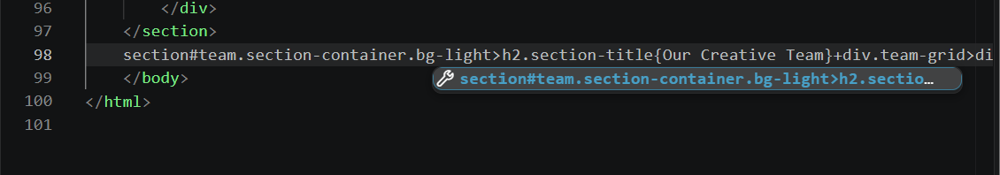 96 </div>
97 </section>
98 section#team.section-container.bg-light>h2.section-title{Our Creative Team}+div.team-grid>di
99 </body>
section#team.section-container.bg-light>h2.sectio...
100 </html>
101